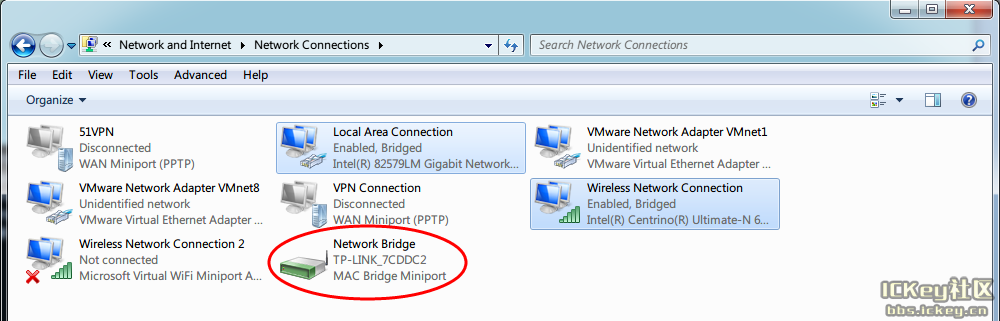 « Network and Internet Network Connections
Search Network Connections
File Edit View Tools Advanced Help
Organize
51VPN
Disconnected
WAN Miniport (PPTP)
Local Area Connection
Enabled, Bridged
Intel(R) 82579LM Gigabit Network...
VMware Network Adapter VMnet1
Unidentified network
VMware Virtual Ethernet Adapter ...
VMware Network Adapter VMnet8
Unidentified network
VMware Virtual Ethernet Adapter ...
VPN Connection
Disconnected
WAN Miniport (PPTP)
Wireless Network Connection
Enabled, Bridged
Intel(R) Centrino(R) Ultimate-N 6...
Wireless Network Connection 2
Not connected
Microsoft Virtual WiFi Miniport A...
Network Bridge
TP-LINK_7CDDC2
MAC Bridge Miniport
ICKey社区
bbs.ickey.cn